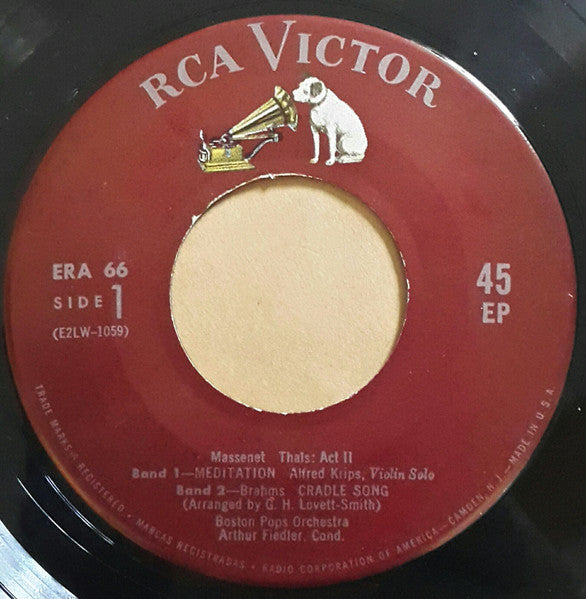 RCA VICTOR
ERA 66
SIDE 1
(E2LW-1059)
45
EP
Massenet Thaïs: Act II
Band 1—MEDITATION Alfred Krips, Violin Solo
Band 2—Brahms CRADLE SONG
(Arranged by G. H. Lovett-Smith)
Boston Pops Orchestra
Arthur Fiedler, Cond.
TRADE MARKS ® REGISTERED • MARCAS REGISTRADAS • RADIO CORPORATION OF AMERICA—CAMDEN, N.J.—MADE IN U.S.A.